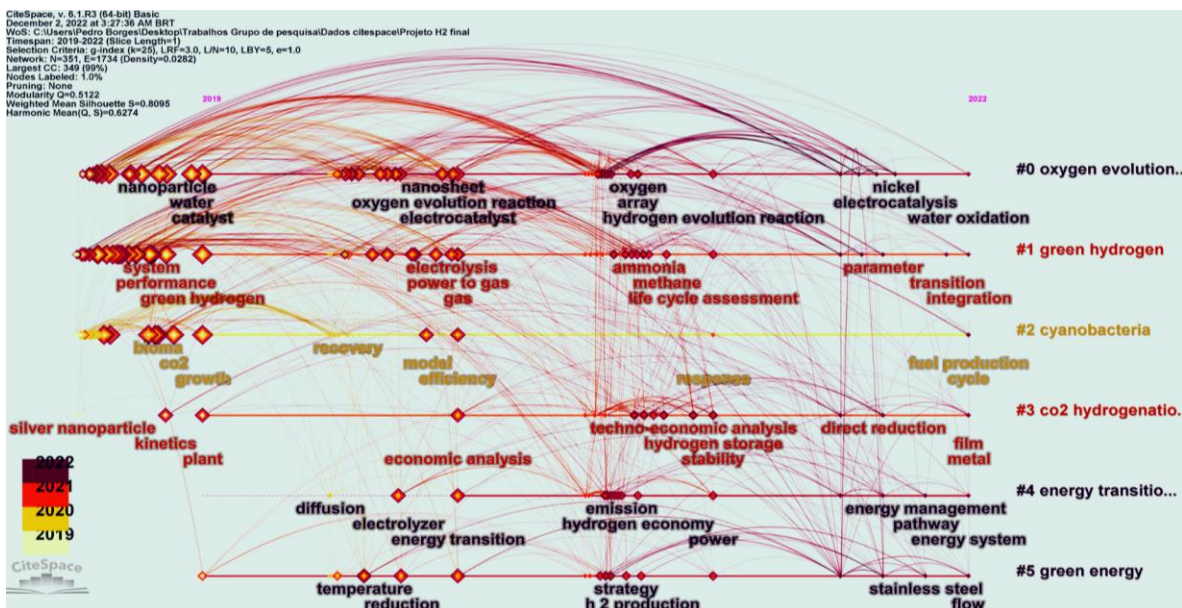 CiteSpace, v. 6.1.R3 (64-bit) Basic
December 2, 2022 at 3:27:36 AM BRT
WoS: C:\Users\Pedro Borges\Desktop\Trabalhos Grupo de pesquisa\Dados citespace\Projeto H2 final
Timespan: 2019-2022 (Slice Length=1)
Selection Criteria: g-index (k=25), LRF=3.0, L/N=10, LBY=5, e=1.0
Network: N=351, E=1734 (Density=0.0282)
Largest CC: 349 (99%)
Nodes Labeled: 1.0%
Pruning: None
Modularity Q=0.5122
Weighted Mean Silhouette S=0.8095
Harmonic Mean(Q, S)=0.6274
2019 2022
#0 oxygen evolution...
nanoparticle nanosheet oxygen nickel
water oxygen evolution reaction array electrocatalysis
catalyst electrocatalyst hydrogen evolution reaction water oxidation
#1 green hydrogen
system electrolysis ammonia parameter
performance power to gas methane transition
green hydrogen gas life cycle assessment integration
#2 cyanobacteria
bioma recovery
co2 model fuel production
growth efficiency response cycle
#3 co2 hydrogenatio...
silver nanoparticle techno-economic analysis direct reduction
kinetics hydrogen storage film
plant economic analysis stability metal
#4 energy transitio...
diffusion emission energy management
electrolyzer hydrogen economy pathway
energy transition power energy system
#5 green energy
temperature strategy stainless steel
reduction h 2 production flow
2022
2021
2020
2019
CiteSpace